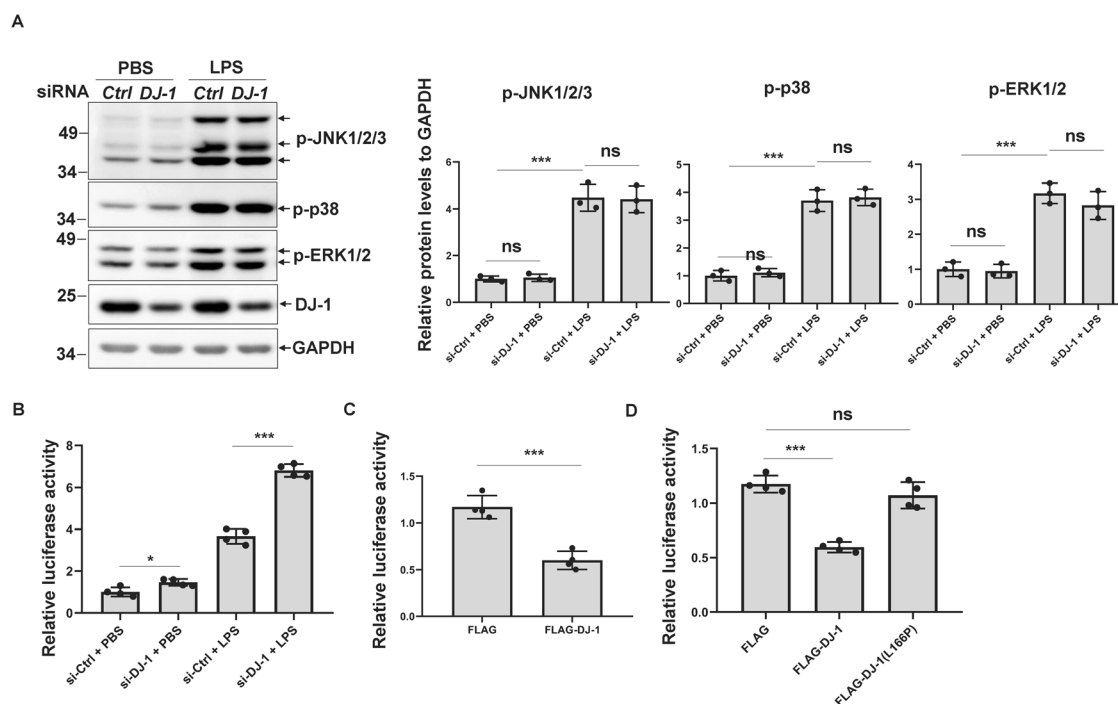 A
PBS LPS
siRNA Ctrl DJ-1 Ctrl DJ-1
49
34
p-JNK1/2/3
34
p-p38
49
p-ERK1/2
25
DJ-1
34
GAPDH
Relative protein levels to GAPDH
p-JNK1/2/3
6
4
2
0
ns
***
ns
si-Ctrl + PBS
si-DJ-1 + PBS
si-Ctrl + LPS
si-DJ-1 + LPS
p-p38
5
4
3
2
1
0
ns
***
ns
si-Ctrl + PBS
si-DJ-1 + PBS
si-Ctrl + LPS
si-DJ-1 + LPS
p-ERK1/2
4
3
2
1
0
ns
***
ns
si-Ctrl + PBS
si-DJ-1 + PBS
si-Ctrl + LPS
si-DJ-1 + LPS
B
Relative luciferase activity
8
6
4
2
0
*
***
si-Ctrl + PBS
si-DJ-1 + PBS
si-Ctrl + LPS
si-DJ-1 + LPS
C
Relative luciferase activity
1.5
1.0
0.5
0.0
***
FLAG
FLAG-DJ-1
D
Relative luciferase activity
1.5
1.0
0.5
0.0
***
ns
FLAG
FLAG-DJ-1
FLAG-DJ-1(L166P)